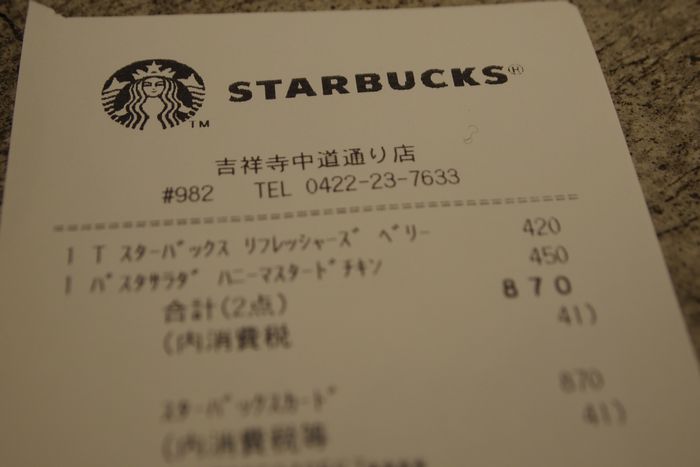 STARBUCKS®
TM
吉祥寺中道通り店
#982 TEL 0422-23-7633
1 T ｽﾀｰﾊﾞｯｸｽ ﾘﾌﾚｯｼｬｰｽﾞ ﾍﾞﾘｰ 420
1 ﾊﾟｽﾀｻﾗﾀﾞ ﾊﾆｰﾏｽﾀｰﾄﾞﾁｷﾝ 450
合計(2点) 870
(内消費税 41)
ｽﾀｰﾊﾞｯｸｽｶｰﾄﾞ 870
(内消費税等 41)